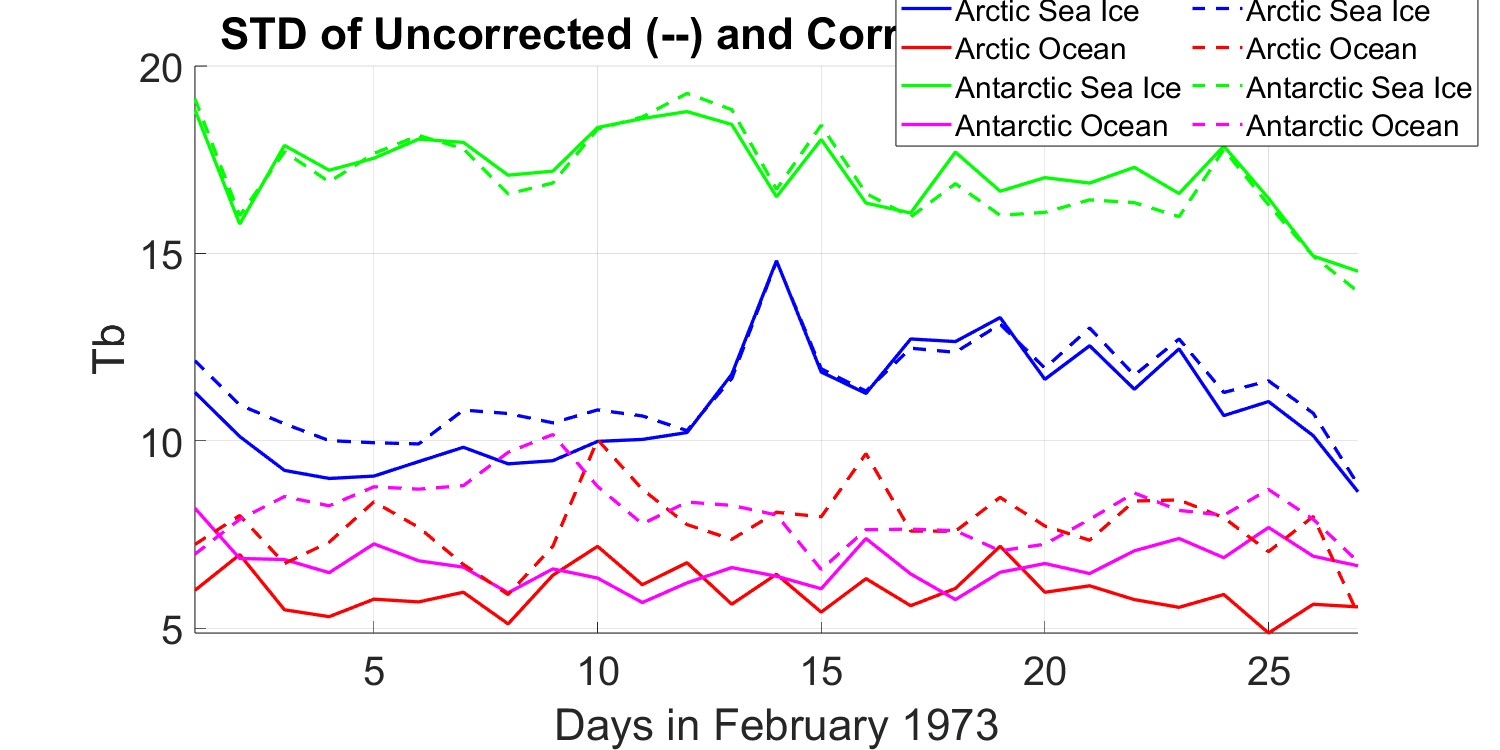 STD of Uncorrected (--) and
Arctic Sea Ice Arctic Sea Ice
Arctic Ocean Arctic Ocean
Antarctic Sea Ice Antarctic Sea Ice
Antarctic Ocean Antarctic Ocean
20
15
10
5
Tb
5 10 15 20 25
Days in February 1973